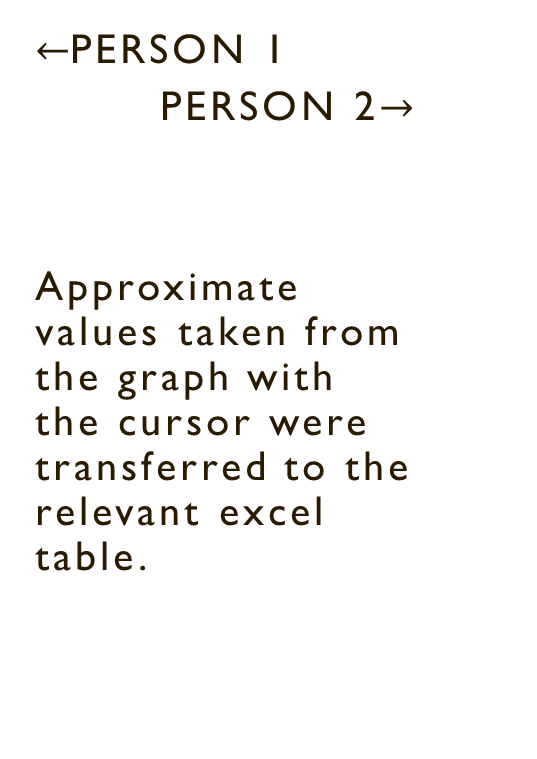 ←PERSON 1
PERSON 2→
Approximate
values taken from
the graph with
the cursor were
transferred to the
relevant excel
table.